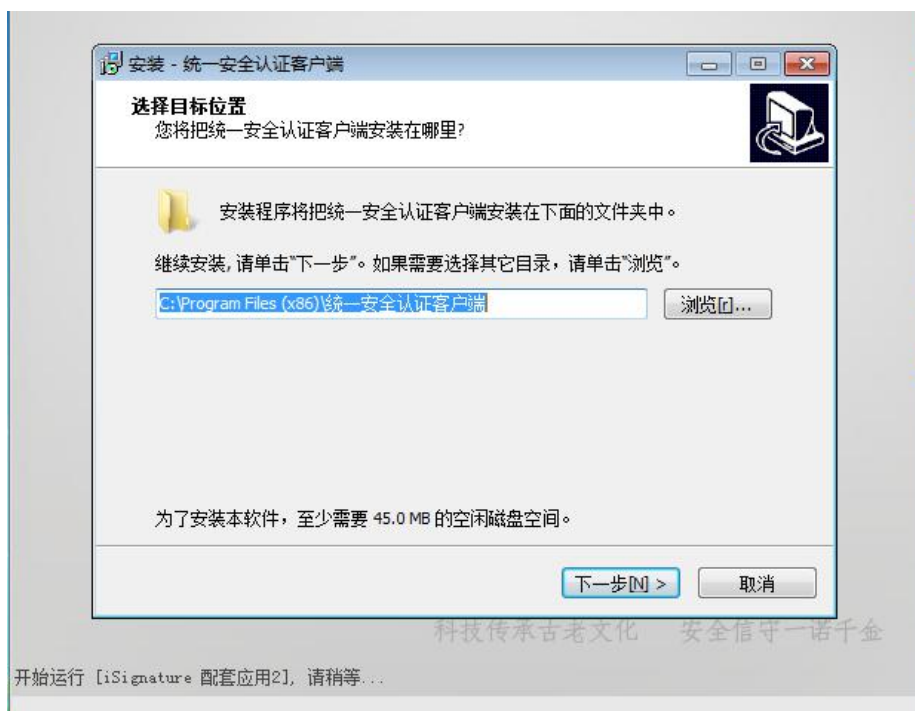 安装 - 统一安全认证客户端
选择目标位置
您将把统一安全认证客户端安装在哪里?
安装程序将把统一安全认证客户端安装在下面的文件夹中。
继续安装,请单击“下一步”。如果需要选择其它目录，请单击“浏览”。
C:\Program Files (x86)\统一安全认证客户端
浏览[r]...
为了安装本软件，至少需要 45.0 MB 的空闲磁盘空间。
下一步[N] >
取消
科技传承古老文化 安全信守一诺千金
开始运行 [iSignature 配套应用2], 请稍等...